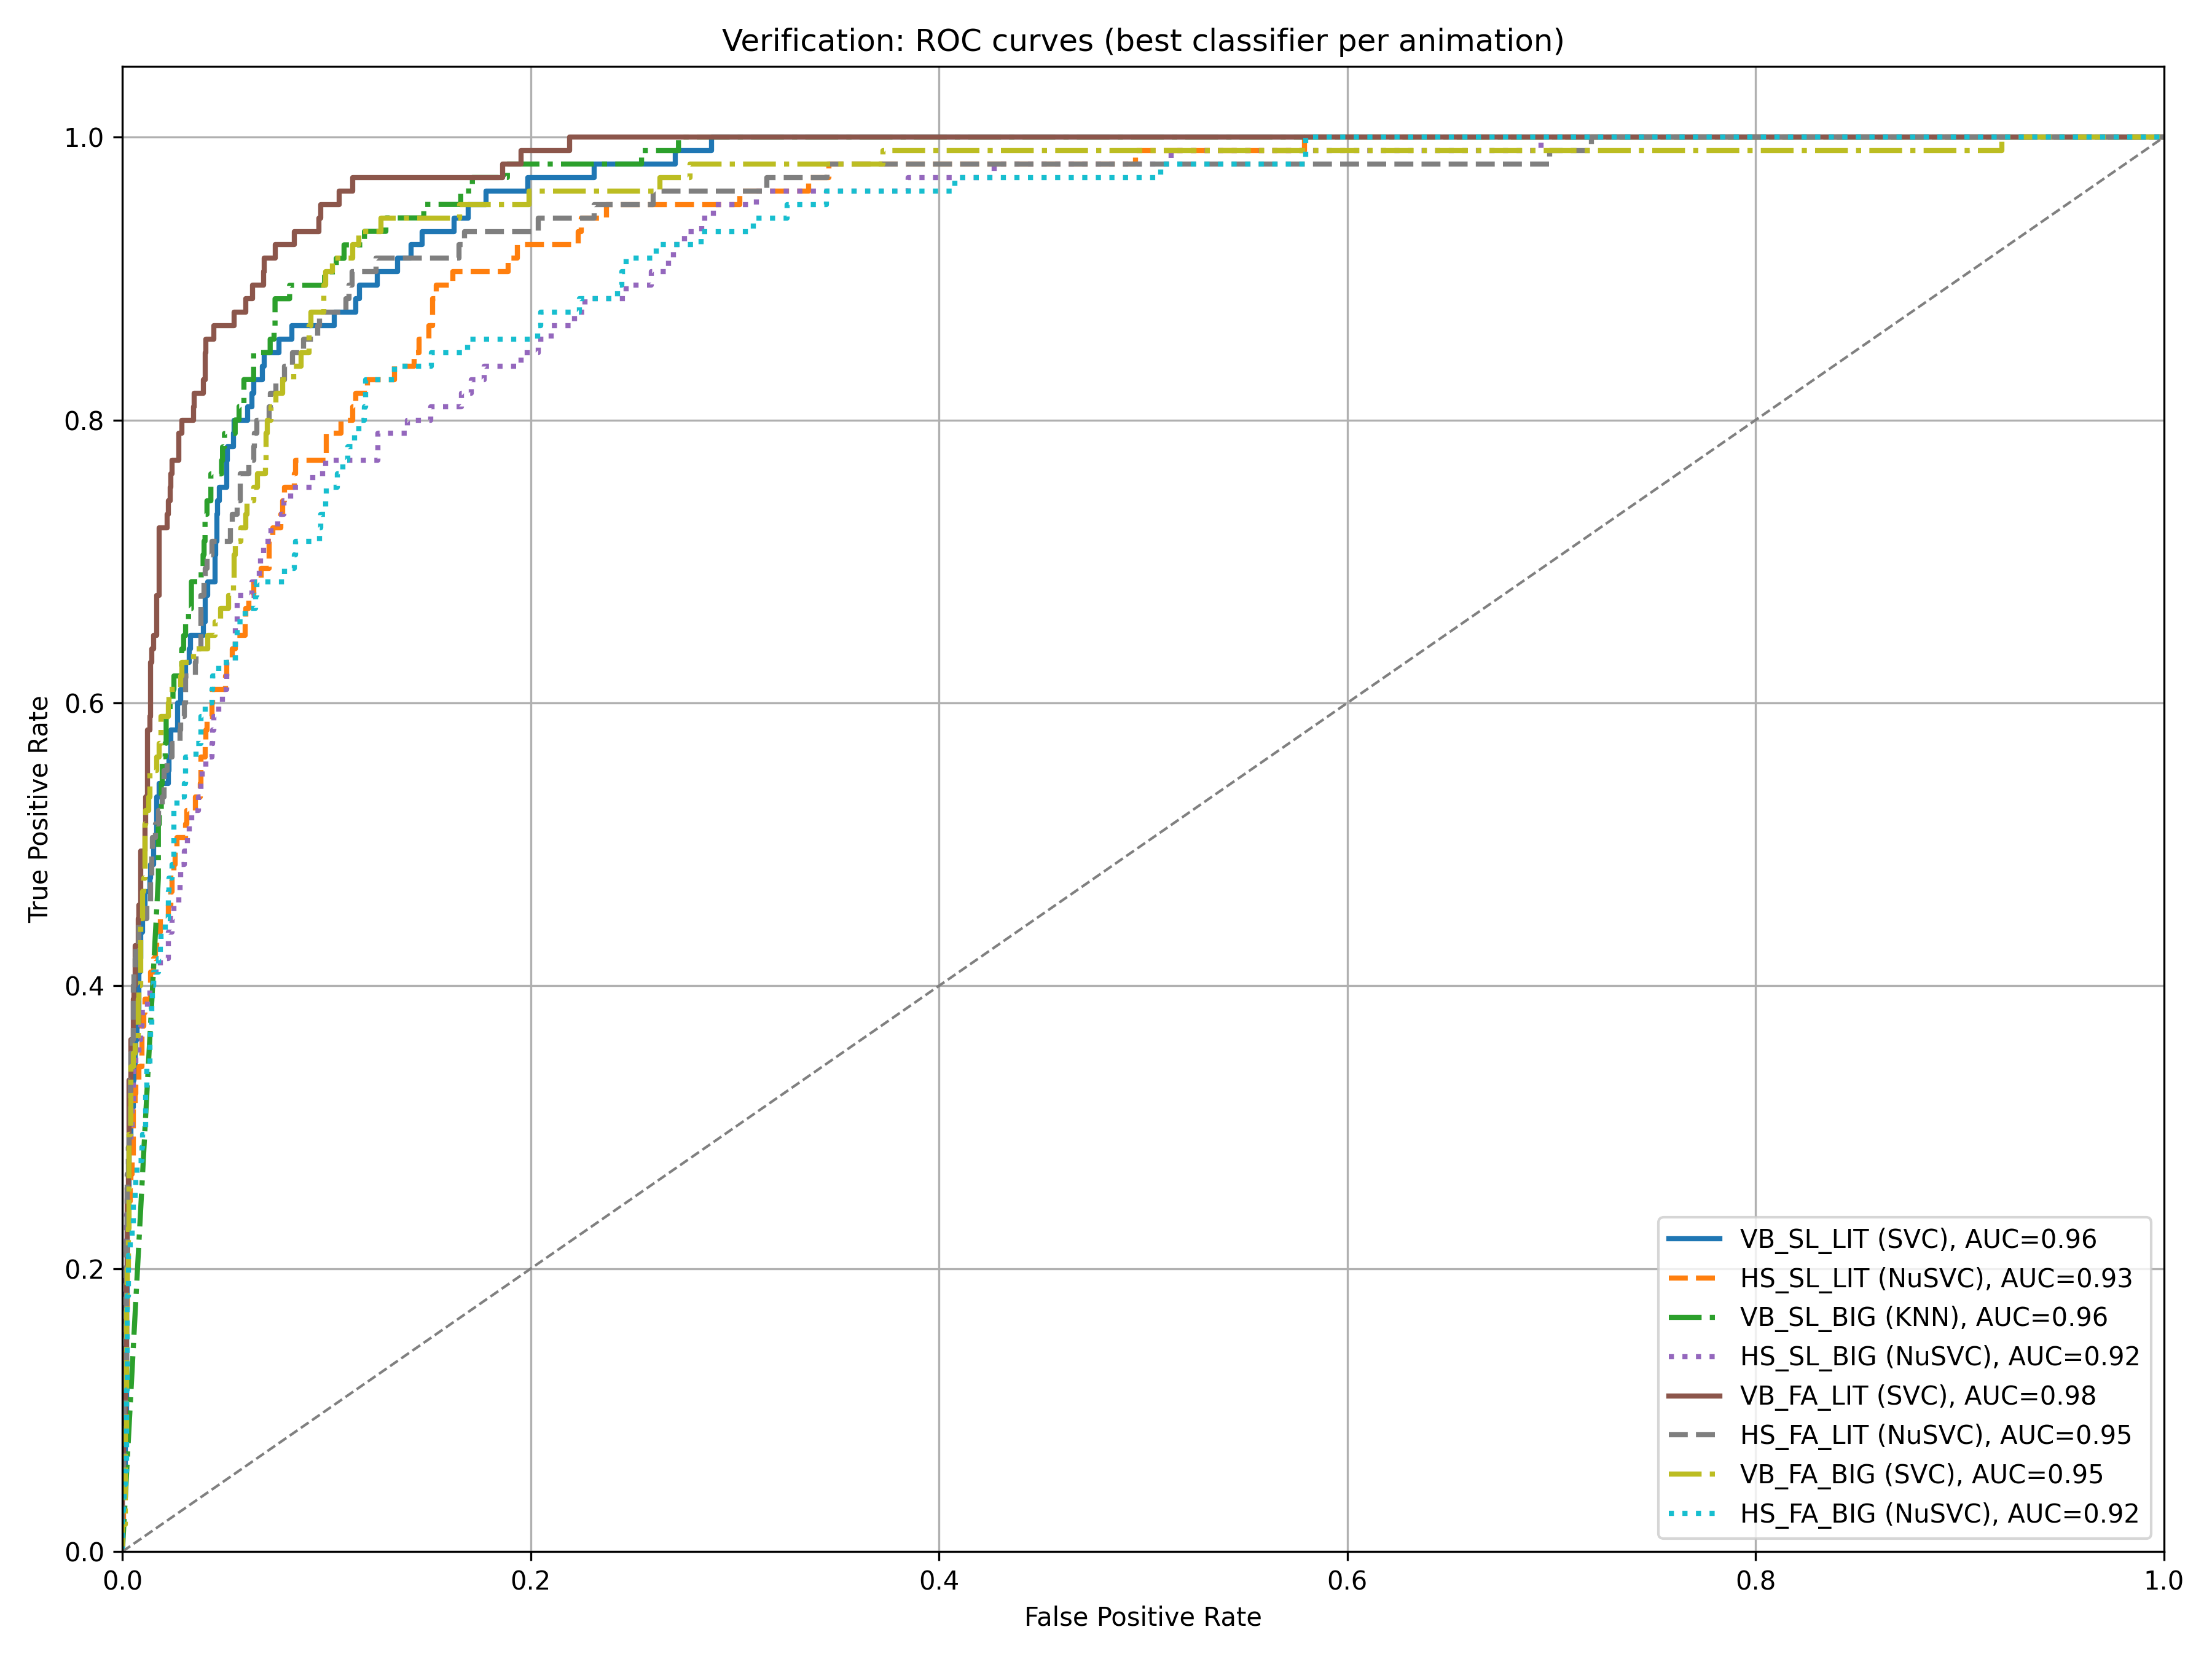 Verification: ROC curves (best classifier per animation)
1.0
0.8
0.6
0.4
0.2
0.0
True Positive Rate
0.0 0.2 0.4 0.6 0.8 1.0
False Positive Rate
VB_SL_LIT (SVC), AUC=0.96
HS_SL_LIT (NuSVC), AUC=0.93
VB_SL_BIG (KNN), AUC=0.96
HS_SL_BIG (NuSVC), AUC=0.92
VB_FA_LIT (SVC), AUC=0.98
HS_FA_LIT (NuSVC), AUC=0.95
VB_FA_BIG (SVC), AUC=0.95
HS_FA_BIG (NuSVC), AUC=0.92